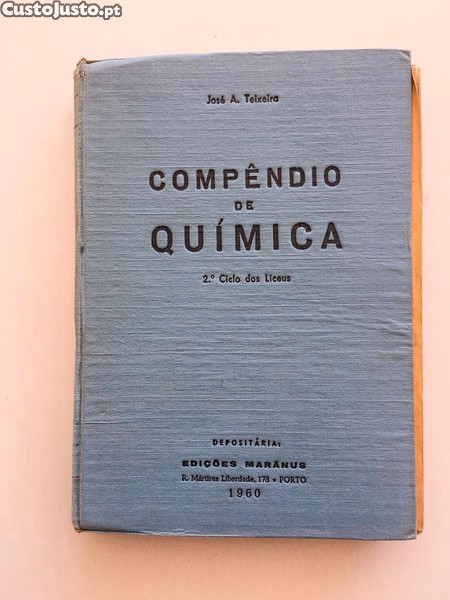 CustoJusto.pt
José A. Teixeira
COMPÊNDIO
DE
QUÍMICA
2.º Ciclo dos Liceus
DEPOSITÁRIA:
EDIÇÕES MARÂNUS
R. Mártires Liberdade, 178 • PORTO
1960